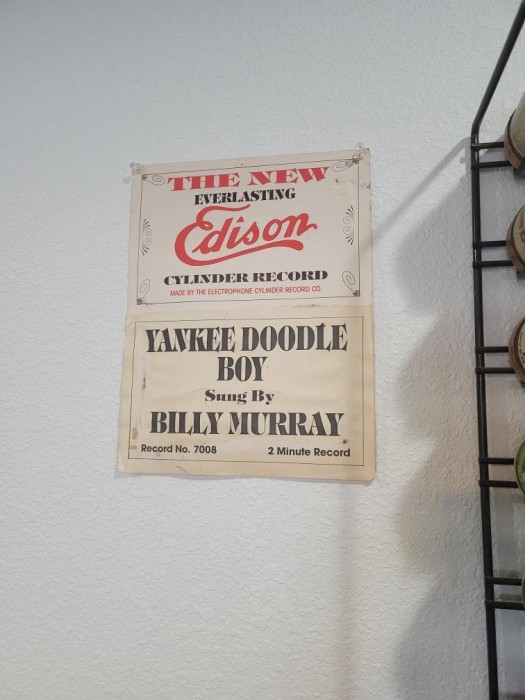 THE NEW
EVERLASTING
Edison
CYLINDER RECORD
MADE BY THE ELECTROPHONE CYLINDER RECORD CO.
YANKEE DOODLE
BOY
Sung By
BILLY MURRAY
Record No. 7008 2 Minute Record